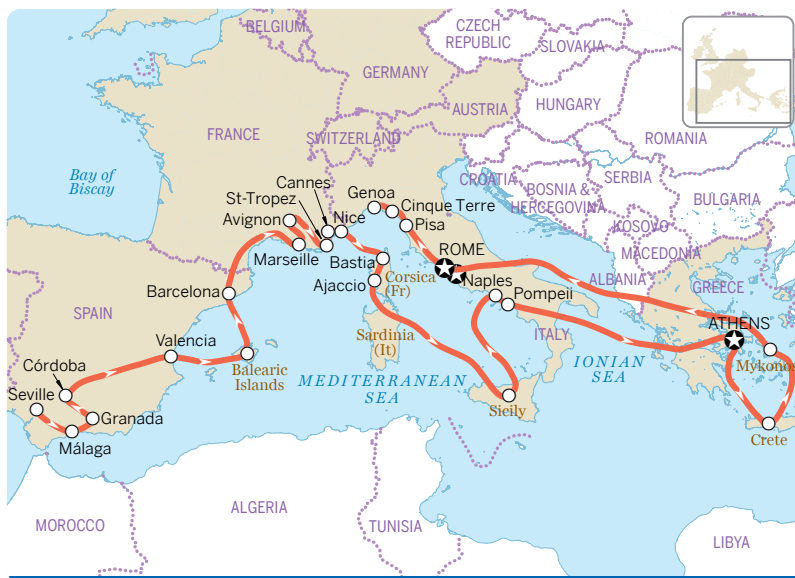 BELGIUM
CZECH
REPUBLIC
SLOVAKIA
GERMANY
AUSTRIA
HUNGARY
FRANCE
SWITZERLAND
ROMANIA
Bay of
Biscay
Cannes
St-Tropez
Avignon
Nice
Genoa
Cinque Terre
Pisa
CROATIA
BOSNIA &
HERCEGOVINA
SERBIA
BULGARIA
KOSOVO
MACEDONIA
Marseille
Bastia
Corsica
(Fr)
Ajaccio
ROME
Naples
Pompeii
ALBANIA
GREECE
Barcelona
SPAIN
Valencia
Sardinia
(It)
ITALY
ATHENS
Mykonos
Córdoba
Seville
Balearic
Islands
MEDITERRANEAN
SEA
IONIAN
SEA
Granada
Málaga
Sicily
Crete
MOROCCO
ALGERIA
TUNISIA
LIBYA